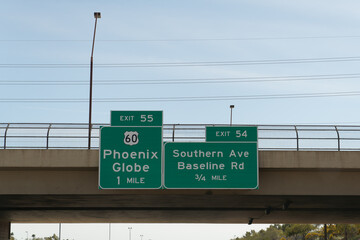 EXIT 55
60
Phoenix
Globe
1 MILE
EXIT 54
Southern Ave
Baseline Rd
3/4 MILE